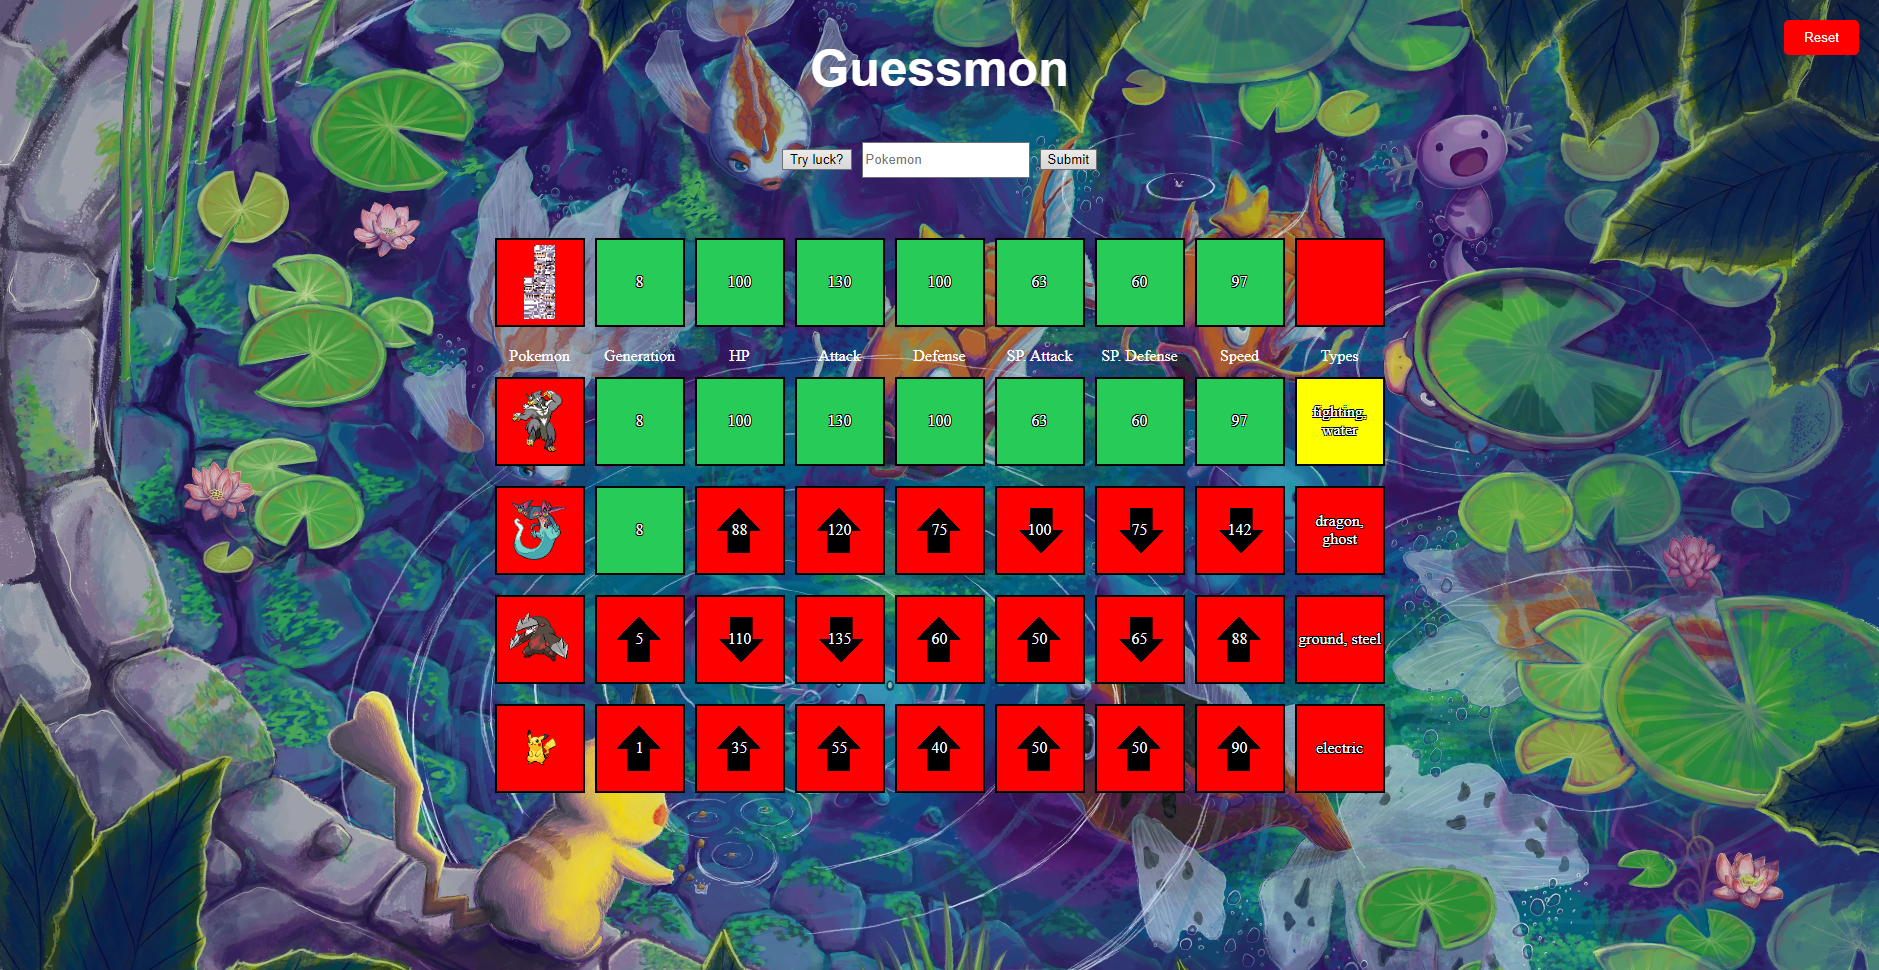 Reset
Guessmon
Try luck? Pokemon Submit
8 100 130 100 63 60 97
Pokemon Generation HP Attack Defense SP. Attack SP. Defense Speed Types
8 100 130 100 63 60 97 fighting,
water
8 88 120 75 100 75 142 dragon,
ghost
5 110 135 60 50 65 88 ground, steel
1 35 55 40 50 50 90 electric